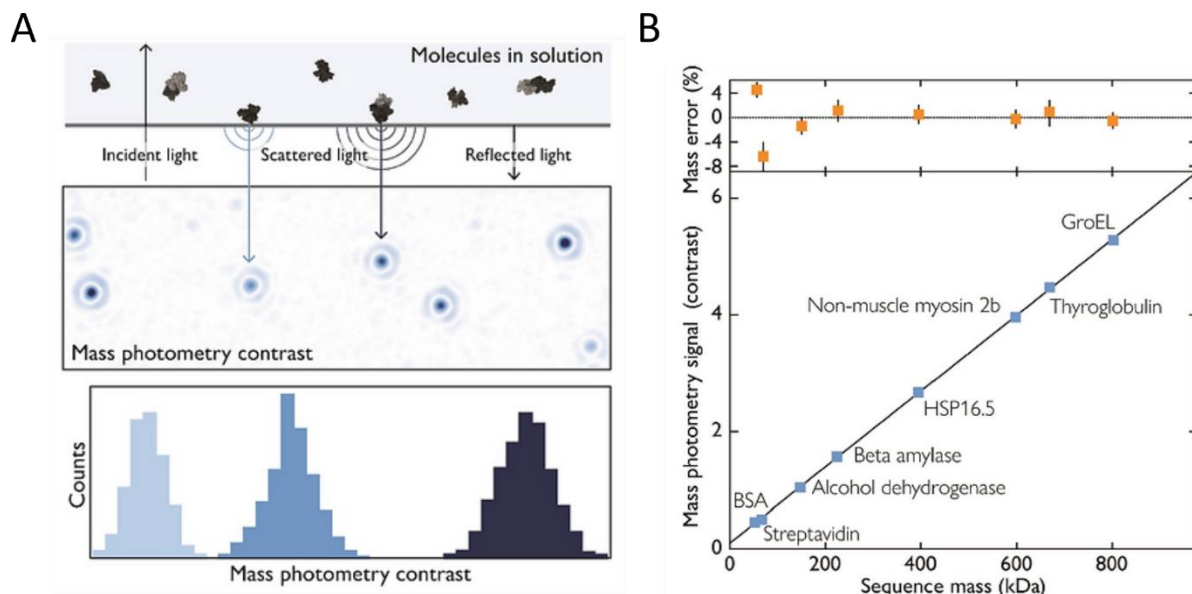 A
Molecules in solution
Incident light
Scattered light
Reflected light
Mass photometry contrast
Counts
Mass photometry contrast
B
Mass error (%)
4
0
-4
-8
Mass photometry signal (contrast)
6
4
2
0
GroEL
Non-muscle myosin 2b
Thyroglobulin
HSP16.5
Beta amylase
Alcohol dehydrogenase
BSA
Streptavidin
0
200
400
600
800
Sequence mass (kDa)